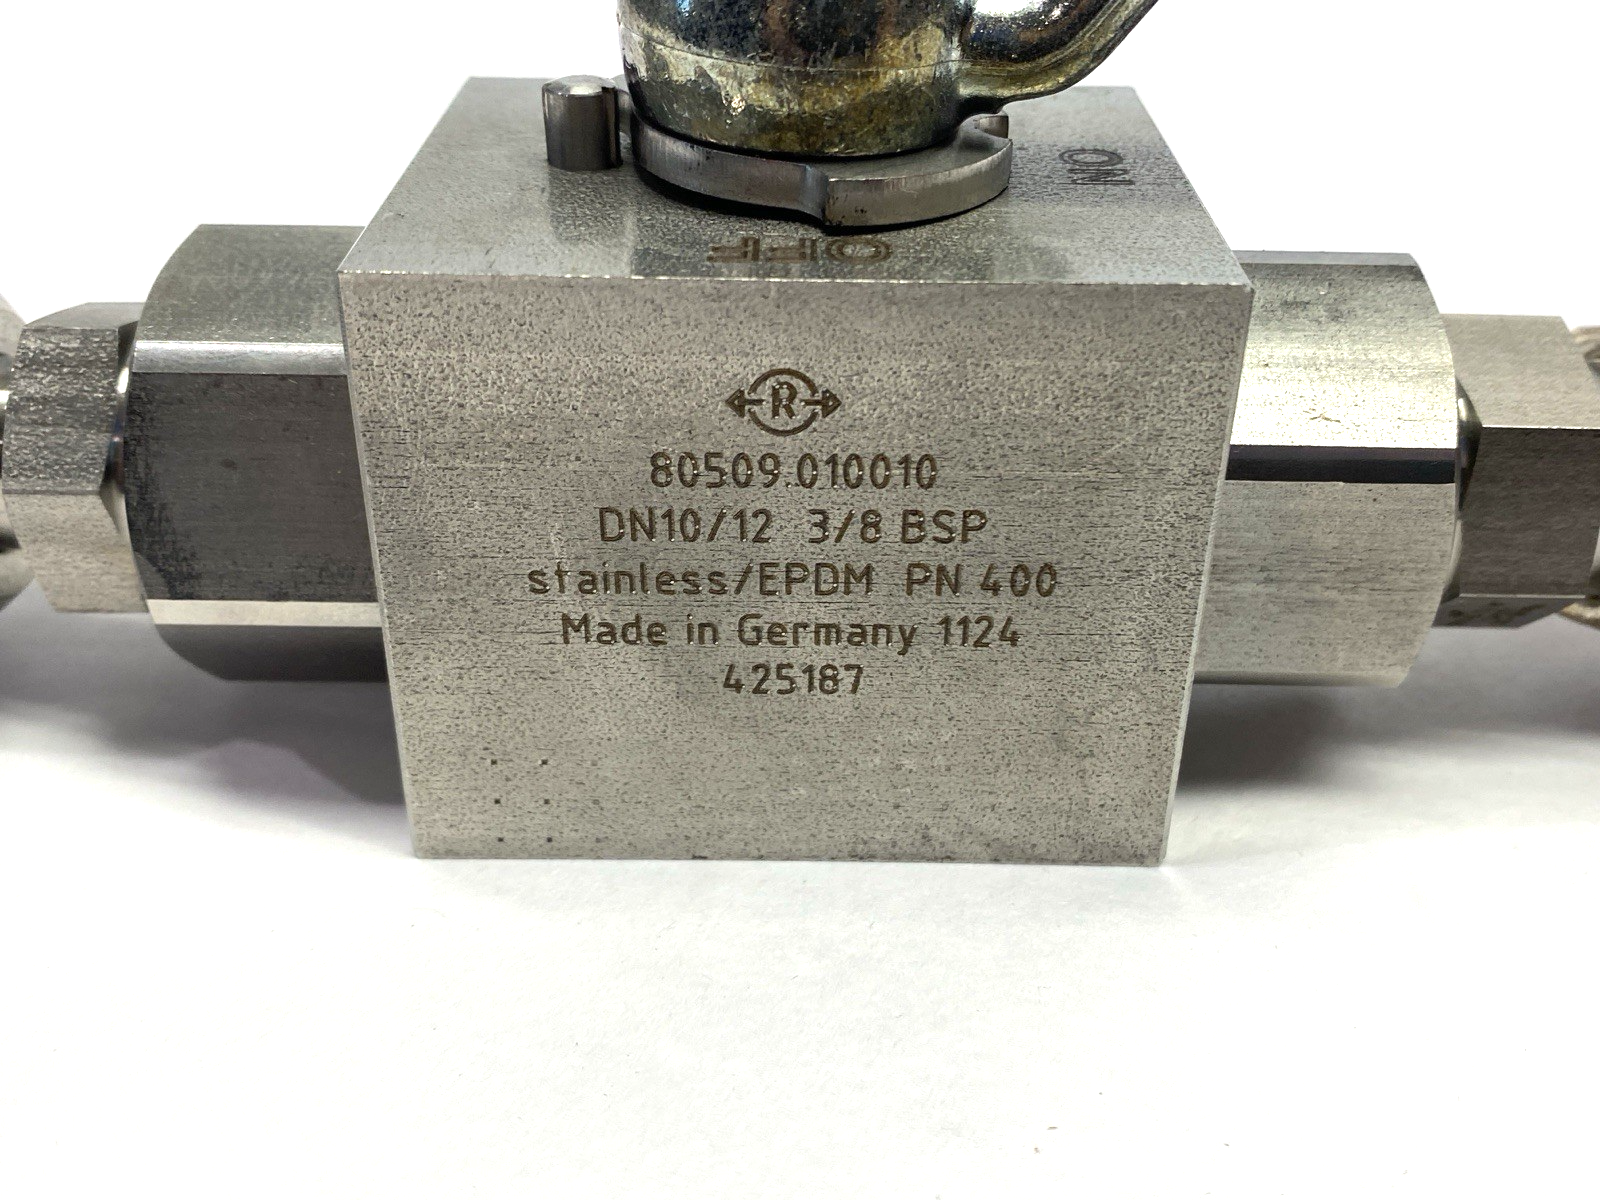 ON
OFF
R
80509.010010
DN10/12 3/8 BSP
stainless/EPDM PN 400
Made in Germany 1124
425187